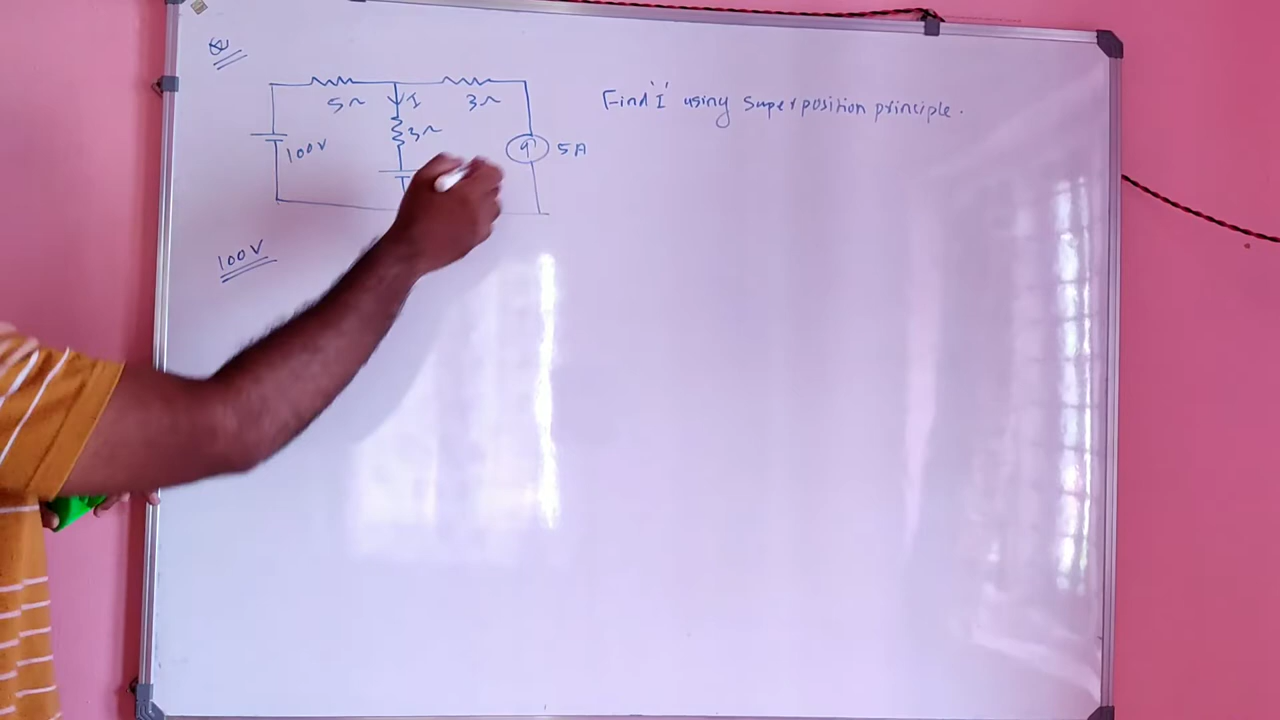 Q
5Ω
I
3Ω
Find 'I' using superposition principle.
3Ω
100V
5A
100V